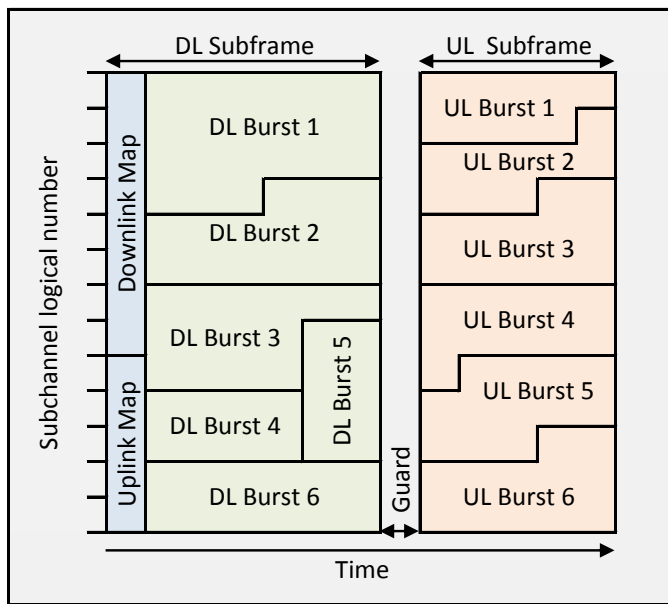 DL Subframe
UL Subframe
Subchannel logical number
Downlink Map
Uplink Map
DL Burst 1
DL Burst 2
DL Burst 3
DL Burst 4
DL Burst 5
DL Burst 6
Guard
UL Burst 1
UL Burst 2
UL Burst 3
UL Burst 4
UL Burst 5
UL Burst 6
Time